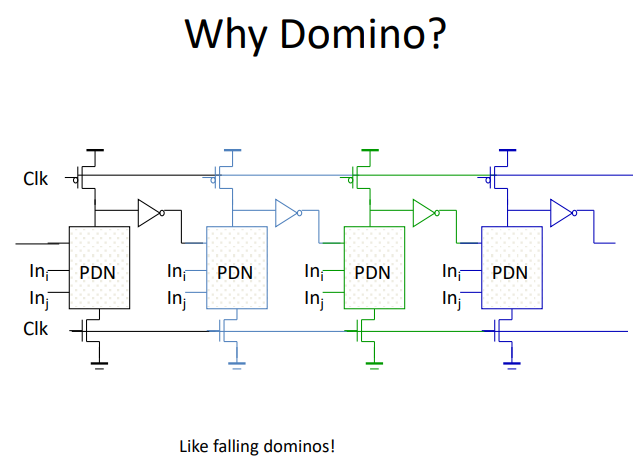 Why Domino?
Clk
In_i PDN In_i PDN In_i PDN In_i PDN
In_j In_j In_j In_j
Clk
Like falling dominos!